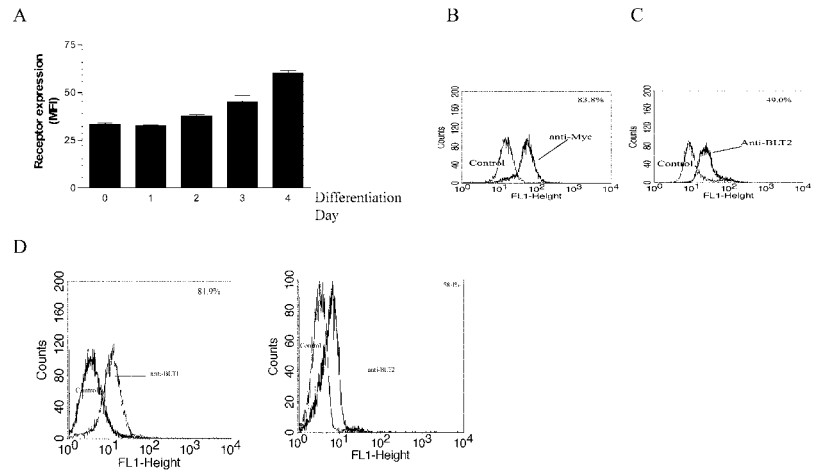 A
Receptor expression
(MFI)
75
50
25
0
0 1 2 3 4
Differentiation
Day
B
83.8%
Counts
200
160
120
80
40
0
anti-Myc
Control
10^0 10^1 10^2 10^3 10^4
FL1-Height
C
49.0%
Counts
200
160
120
80
40
0
Anti-BLT2
Control
10^0 10^1 10^2 10^3 10^4
FL1-Height
D
81.9%
Counts
200
160
120
80
40
0
anti-BLT1
Control
10^0 10^1 10^2 10^3 10^4
FL1-Height
Counts
100
80
60
40
20
0
Control
anti-BLT2
10^0 10^1 10^2 10^3 10^4
FL1-Height